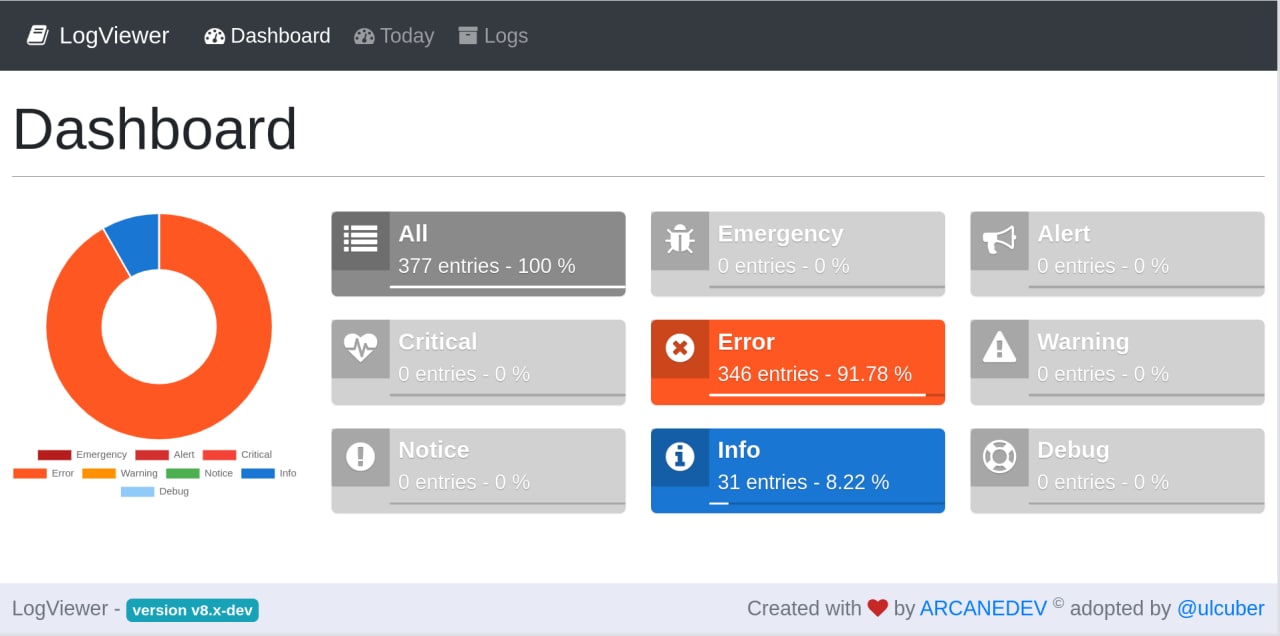 LogViewer Dashboard Today Logs
Dashboard
All
377 entries - 100 %
Emergency
0 entries - 0 %
Alert
0 entries - 0 %
Critical
0 entries - 0 %
Error
346 entries - 91.78 %
Warning
0 entries - 0 %
Notice
0 entries - 0 %
Info
31 entries - 8.22 %
Debug
0 entries - 0 %
Emergency Alert Critical
Error Warning Notice Info
Debug
LogViewer - version v8.x-dev
Created with ❤ by ARCANEDEV © adopted by @ulcuber